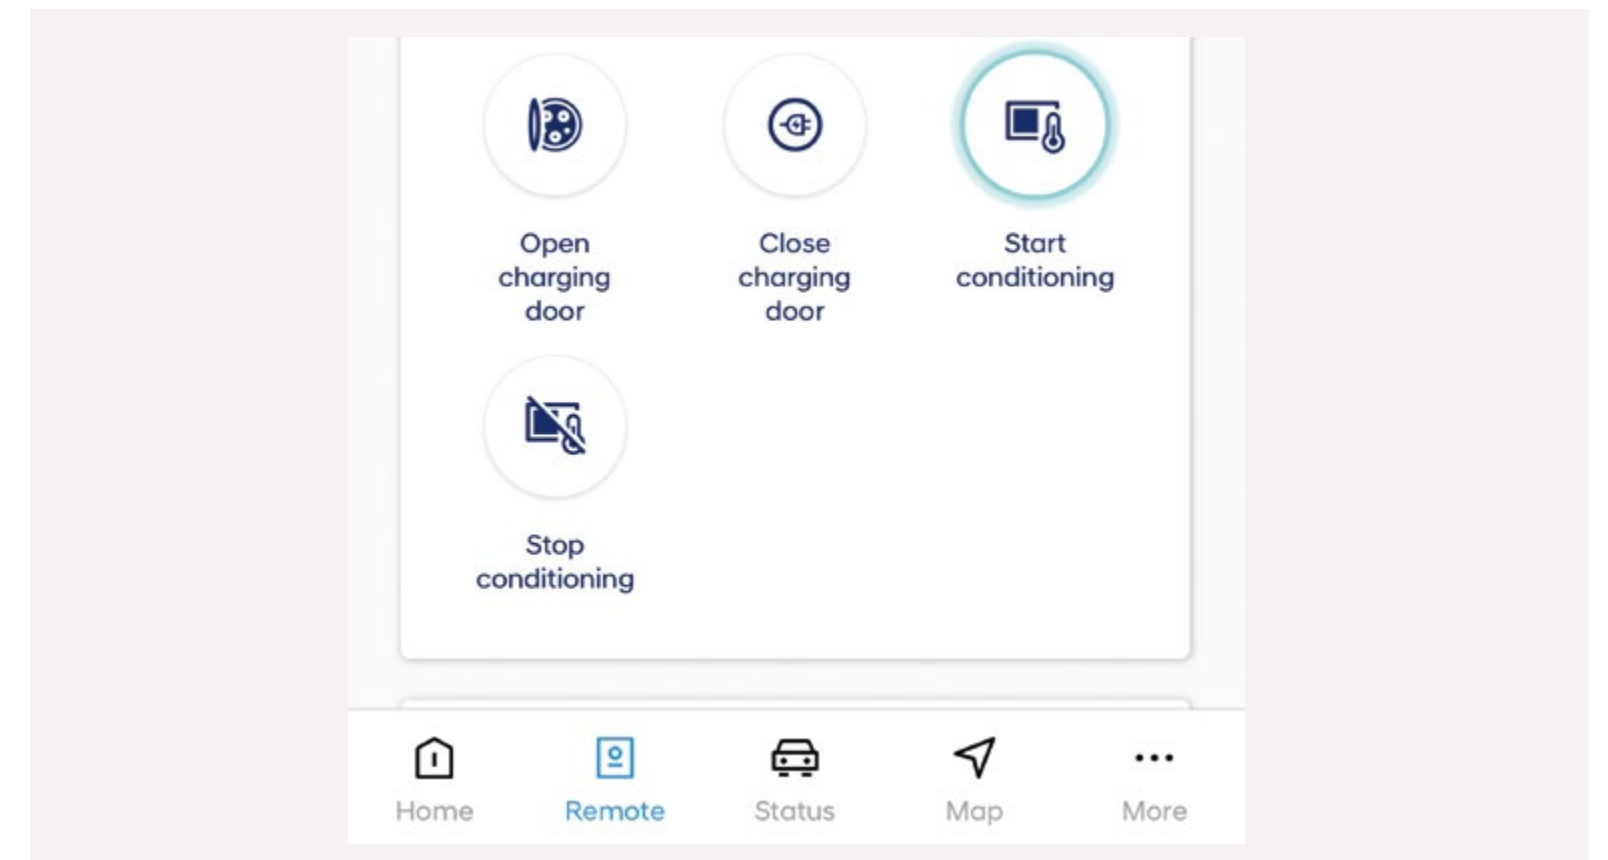 Open
charging
door
Close
charging
door
Start
conditioning
Stop
conditioning
Home
Remote
Status
Map
More